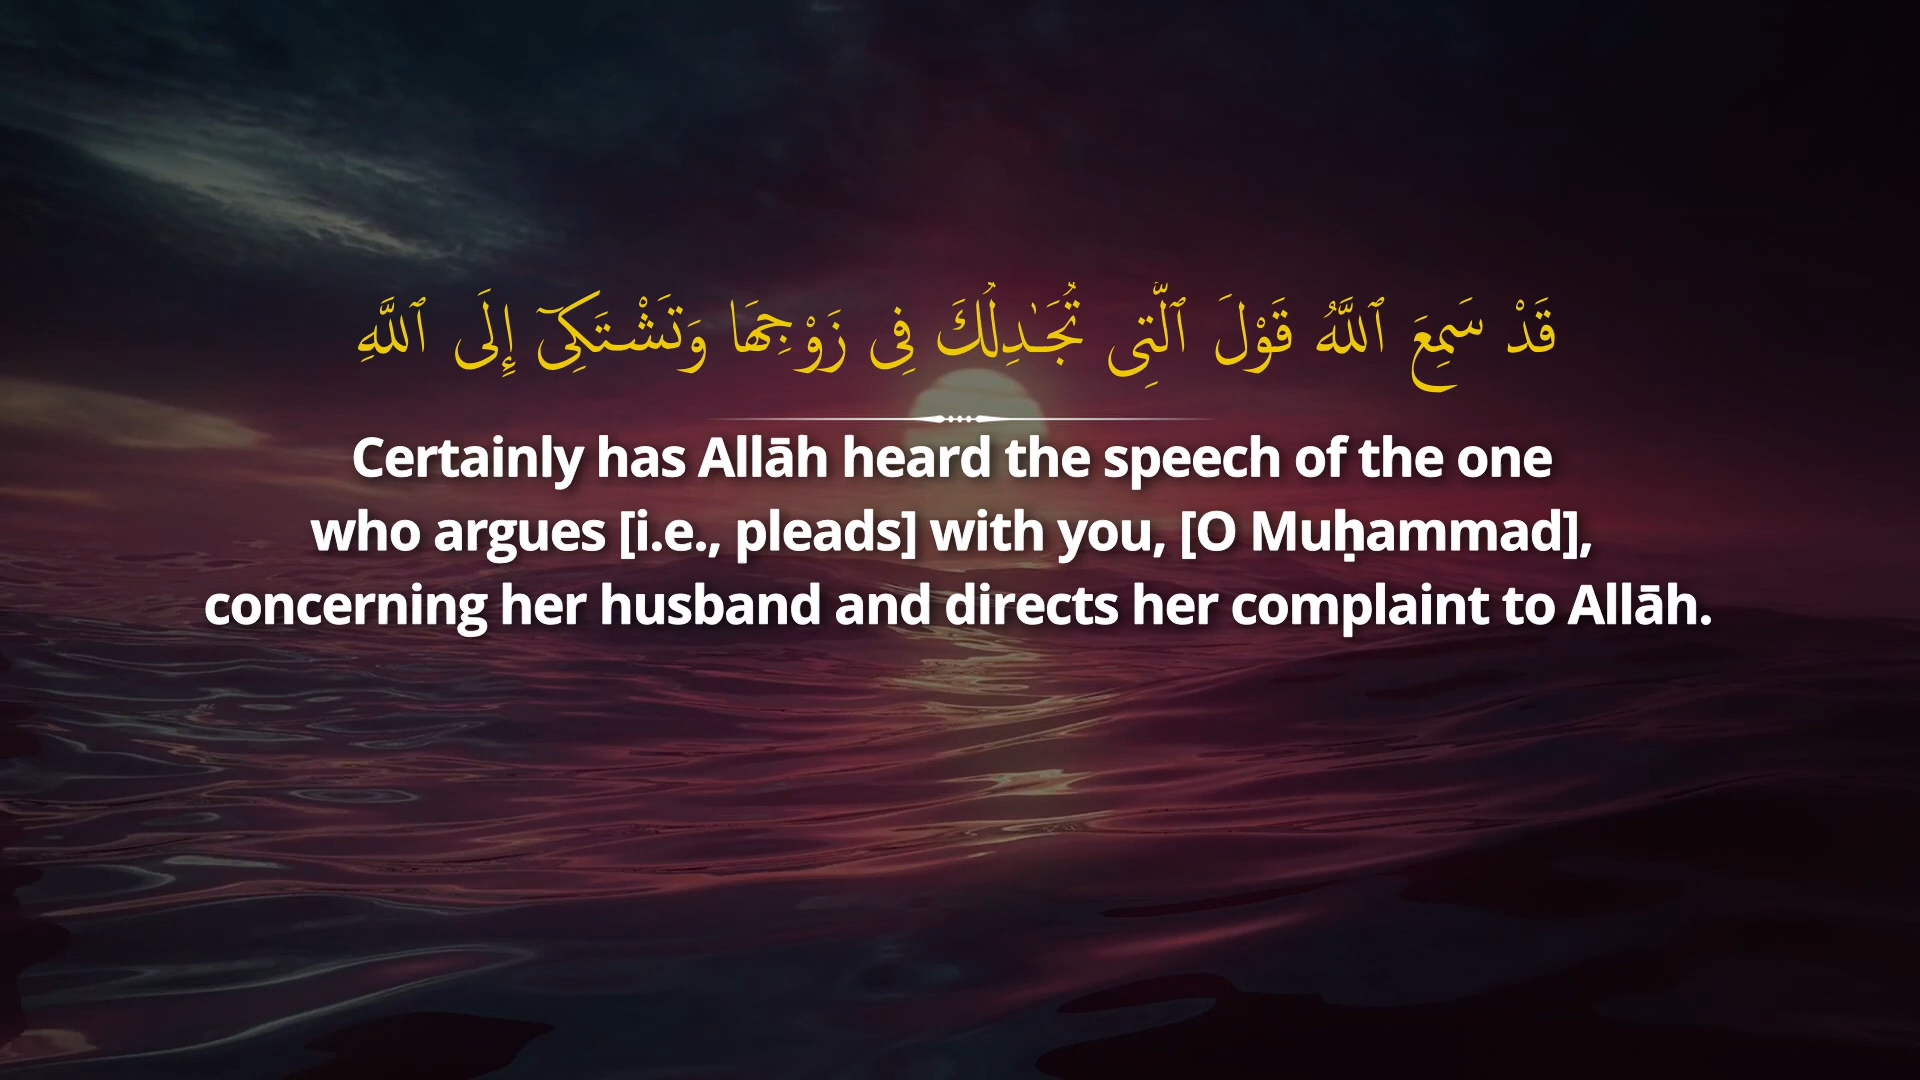 قَدْ سَمِعَ ٱللَّهُ قَوْلَ ٱلَّتِى تُجَـٰدِلُكَ فِى زَوْجِهَا وَتَشْتَكِىٓ إِلَى ٱللَّهِ
Certainly has Allāh heard the speech of the one
who argues [i.e., pleads] with you, [O Muḥammad],
concerning her husband and directs her complaint to Allāh.